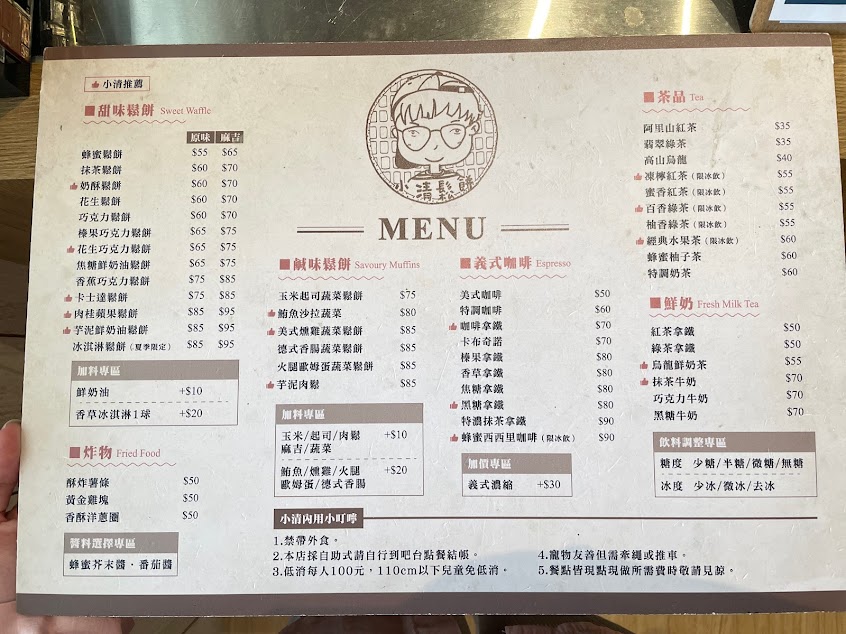 小清推薦
甜味鬆餅 Sweet Waffle
原味 麻吉
蜂蜜鬆餅 $55 $65
抹茶鬆餅 $60 $70
奶酥鬆餅 $60 $70
花生鬆餅 $60 $70
巧克力鬆餅 $60 $70
榛果巧克力鬆餅 $65 $75
花生巧克力鬆餅 $65 $75
焦糖鮮奶油鬆餅 $65 $75
香蕉巧克力鬆餅 $75 $85
卡士達鬆餅 $75 $85
肉桂蘋果鬆餅 $85 $95
芋泥鮮奶油鬆餅 $85 $95
冰淇淋鬆餅(夏季限定) $85 $95
加料專區
鮮奶油 +$10
香草冰淇淋1球 +$20
炸物 Fried Food
酥炸薯條 $50
黃金雞塊 $50
香酥洋蔥圈 $50
醬料選擇專區
蜂蜜芥末醬·番茄醬
小清鬆餅
MENU
鹹味鬆餅 Savoury Muffins
玉米起司蔬菜鬆餅 $75
鮪魚沙拉蔬菜 $80
美式燻雞蔬菜鬆餅 $85
德式香腸蔬菜鬆餅 $85
火腿歐姆蛋蔬菜鬆餅 $85
芋泥肉鬆 $85
加料專區
玉米/起司/肉鬆 +$10
麻吉/蔬菜
鮪魚/燻雞/火腿 +$20
歐姆蛋/德式香腸
義式咖啡 Espresso
美式咖啡 $50
特調咖啡 $60
咖啡拿鐵 $70
卡布奇諾 $70
榛果拿鐵 $80
香草拿鐵 $80
焦糖拿鐵 $80
黑糖拿鐵 $80
特濃抹茶拿鐵 $90
蜂蜜西西里咖啡(限冰飲) $90
加價專區
義式濃縮 +$30
茶品 Tea
阿里山紅茶 $35
翡翠綠茶 $35
高山烏龍 $40
凍檸紅茶(限冰飲) $55
蜜香紅茶(限冰飲) $55
百香綠茶(限冰飲) $55
柚香綠茶(限冰飲) $55
經典水果茶(限冰飲) $60
蜂蜜柚子茶 $60
特調奶茶 $60
鮮奶 Fresh Milk Tea
紅茶拿鐵 $50
綠茶拿鐵 $50
烏龍鮮奶茶 $55
抹茶牛奶 $70
巧克力牛奶 $70
黑糖牛奶 $70
飲料調整專區
糖度 少糖/半糖/微糖/無糖
冰度 少冰/微冰/去冰
小清內用小叮嚀
1.禁帶外食。
2.本店採自助式請自行到吧台點餐結帳。
3.低消每人100元,110cm以下兒童免低消。
4.寵物友善但需牽繩或推車。
5.餐點皆現點現做所需費時敬請見諒。